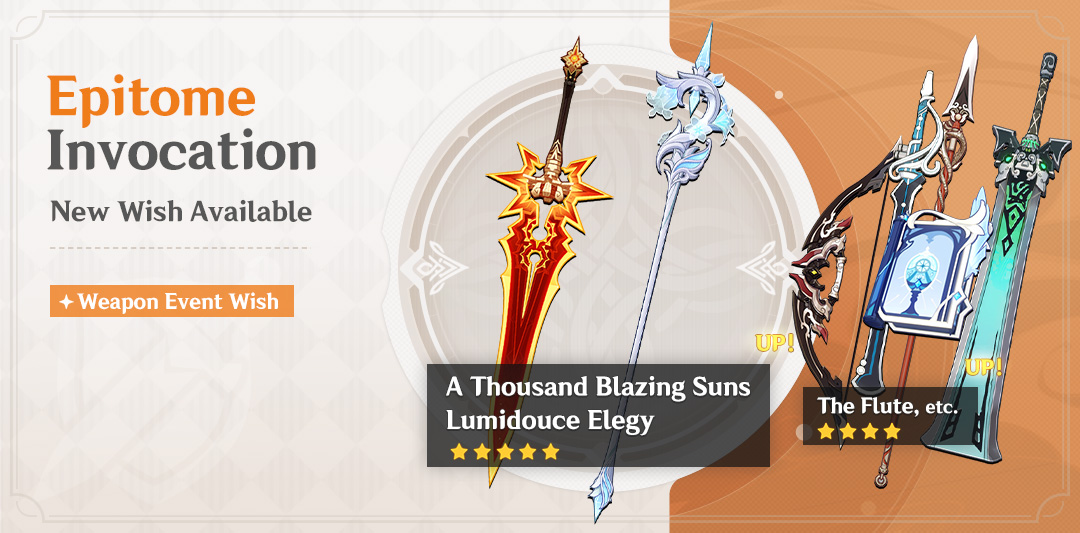 Epitome
Invocation
New Wish Available
Weapon Event Wish
A Thousand Blazing Suns
Lumidouce Elegy
UP!
The Flute, etc.
UP!